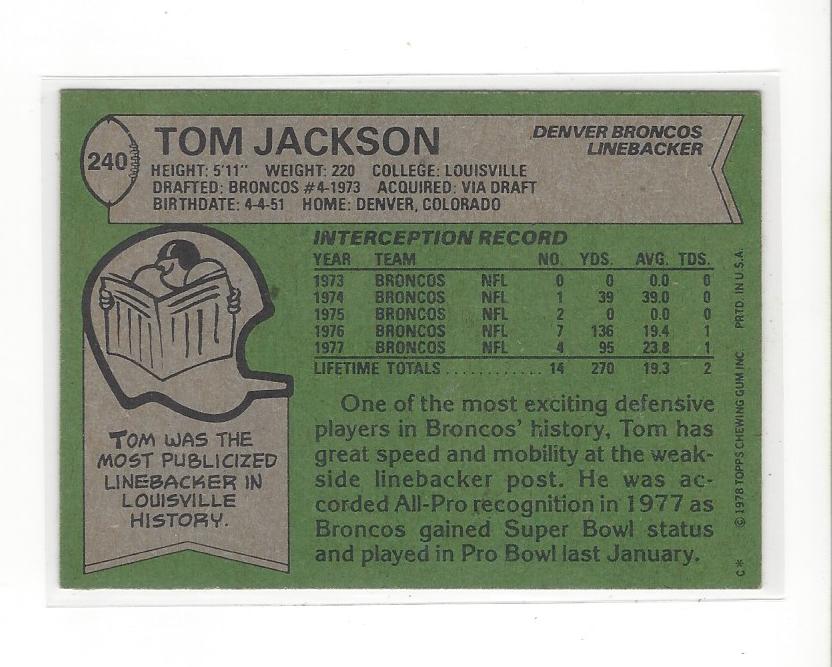 240
TOM JACKSON
DENVER BRONCOS
LINEBACKER
HEIGHT: 5'11" WEIGHT: 220 COLLEGE: LOUISVILLE
DRAFTED: BRONCOS #4-1973 ACQUIRED: VIA DRAFT
BIRTHDATE: 4-4-51 HOME: DENVER, COLORADO
INTERCEPTION RECORD
YEAR TEAM NO. YDS. AVG. TDS.
1973 BRONCOS NFL 0 0 0.0 0
1974 BRONCOS NFL 1 39 39.0 0
1975 BRONCOS NFL 2 0 0.0 0
1976 BRONCOS NFL 7 136 19.4 1
1977 BRONCOS NFL 4 95 23.8 1
LIFETIME TOTALS ............ 14 270 19.3 2
TOM WAS THE
MOST PUBLICIZED
LINEBACKER IN
LOUISVILLE
HISTORY.
One of the most exciting defensive
players in Broncos' history, Tom has
great speed and mobility at the weak-
side linebacker post. He was ac-
corded All-Pro recognition in 1977 as
Broncos gained Super Bowl status
and played in Pro Bowl last January.
C* © 1978 TOPPS CHEWING GUM INC. PRTD. IN U.S.A.